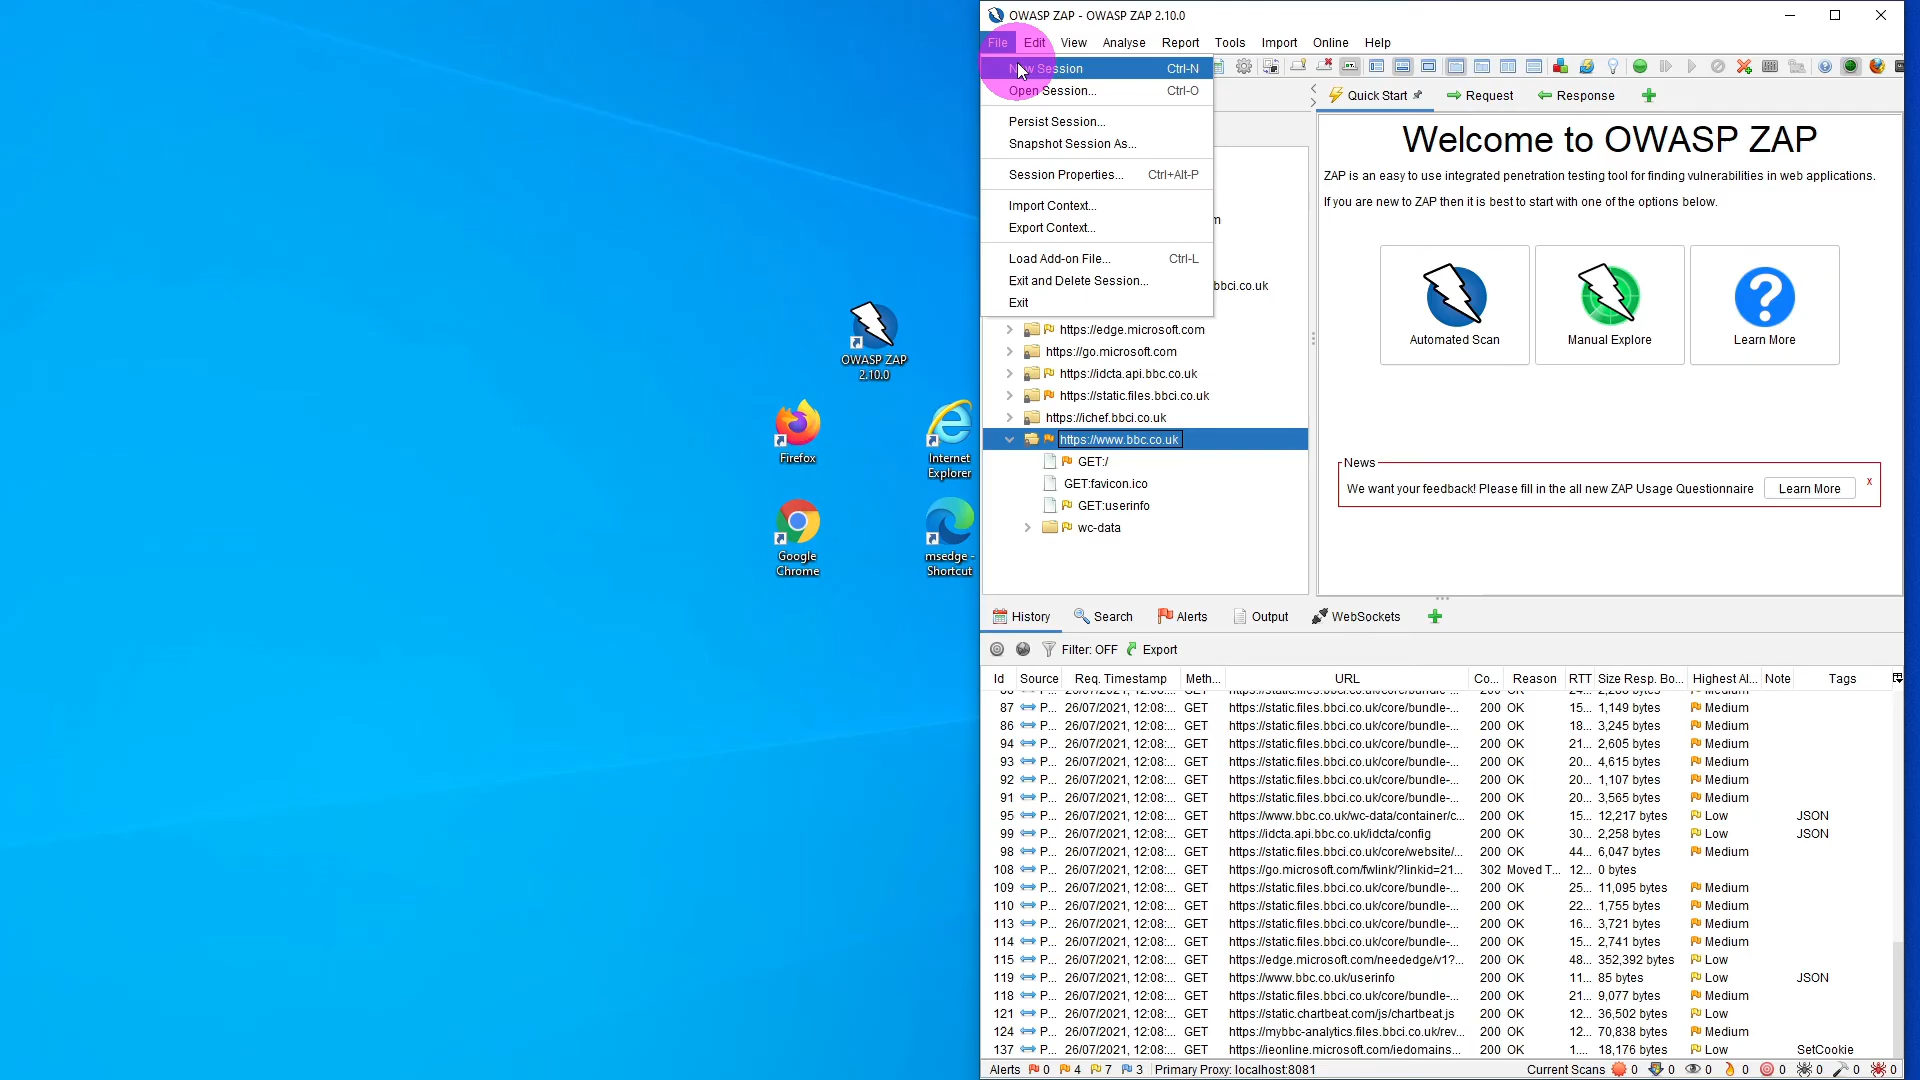 OWASP ZAP - OWASP ZAP 2.10.0
File Edit View Analyse Report Tools Import Online Help
New Session Ctrl-N
Open Session... Ctrl-O
Persist Session...
Snapshot Session As...
Session Properties... Ctrl+Alt-P
Import Context...
Export Context...
Load Add-on File... Ctrl-L
Exit and Delete Session...
Exit
bbci.co.uk
https://edge.microsoft.com
https://go.microsoft.com
https://idcta.api.bbc.co.uk
https://static.files.bbci.co.uk
https://ichef.bbci.co.uk
https://www.bbc.co.uk
GET:/
GET:favicon.ico
GET:userinfo
wc-data
Quick Start Request Response
Welcome to OWASP ZAP
ZAP is an easy to use integrated penetration testing tool for finding vulnerabilities in web applications.
If you are new to ZAP then it is best to start with one of the options below.
Automated Scan
Manual Explore
Learn More
News
We want your feedback! Please fill in the all new ZAP Usage Questionnaire Learn More x
OWASP ZAP
2.10.0
Firefox
Internet
Explorer
Google
Chrome
msedge -
Shortcut
History Search Alerts Output WebSockets
Filter: OFF Export
Id Source Req. Timestamp Meth... URL Co... Reason RTT Size Resp. Bo... Highest Al... Note Tags
87 P... 26/07/2021, 12:08:... GET https://static.files.bbci.co.uk/core/bundle-... 200 OK 15... 1,149 bytes Medium
86 P... 26/07/2021, 12:08:... GET https://static.files.bbci.co.uk/core/bundle-... 200 OK 18... 3,245 bytes Medium
94 P... 26/07/2021, 12:08:... GET https://static.files.bbci.co.uk/core/bundle-... 200 OK 21... 2,605 bytes Medium
93 P... 26/07/2021, 12:08:... GET https://static.files.bbci.co.uk/core/bundle-... 200 OK 20... 4,615 bytes Medium
92 P... 26/07/2021, 12:08:... GET https://static.files.bbci.co.uk/core/bundle-... 200 OK 20... 1,107 bytes Medium
91 P... 26/07/2021, 12:08:... GET https://static.files.bbci.co.uk/core/bundle-... 200 OK 20... 3,565 bytes Medium
95 P... 26/07/2021, 12:08:... GET https://www.bbc.co.uk/wc-data/container/c... 200 OK 15... 12,217 bytes Low JSON
99 P... 26/07/2021, 12:08:... GET https://idcta.api.bbc.co.uk/idcta/config 200 OK 30... 2,258 bytes Low JSON
98 P... 26/07/2021, 12:08:... GET https://static.files.bbci.co.uk/core/website/... 200 OK 44... 6,047 bytes Medium
108 P... 26/07/2021, 12:08:... GET https://go.microsoft.com/fwlink/?linkid=21... 302 Moved T... 12... 0 bytes
109 P... 26/07/2021, 12:08:... GET https://static.files.bbci.co.uk/core/bundle-... 200 OK 25... 11,095 bytes Medium
110 P... 26/07/2021, 12:08:... GET https://static.files.bbci.co.uk/core/bundle-... 200 OK 22... 1,755 bytes Medium
113 P... 26/07/2021, 12:08:... GET https://static.files.bbci.co.uk/core/bundle-... 200 OK 16... 3,721 bytes Medium
114 P... 26/07/2021, 12:08:... GET https://static.files.bbci.co.uk/core/bundle-... 200 OK 15... 2,741 bytes Medium
115 P... 26/07/2021, 12:08:... GET https://edge.microsoft.com/neededge/v1?... 200 OK 48... 352,392 bytes Low
119 P... 26/07/2021, 12:08:... GET https://www.bbc.co.uk/userinfo 200 OK 11... 85 bytes Low JSON
118 P... 26/07/2021, 12:08:... GET https://static.files.bbci.co.uk/core/bundle-... 200 OK 21... 9,077 bytes Medium
121 P... 26/07/2021, 12:08:... GET https://static.chartbeat.com/js/chartbeat.js 200 OK 12... 36,502 bytes Low
124 P... 26/07/2021, 12:08:... GET https://mybbc-analytics.files.bbci.co.uk/rev... 200 OK 12... 70,838 bytes Medium
137 P... 26/07/2021, 12:08:... GET https://ieonline.microsoft.com/iedomains... 200 OK 1.... 18,176 bytes Low SetCookie
Alerts 0 4 7 3 Primary Proxy: localhost:8081 Current Scans 0 0 0 0 0 0 0 0